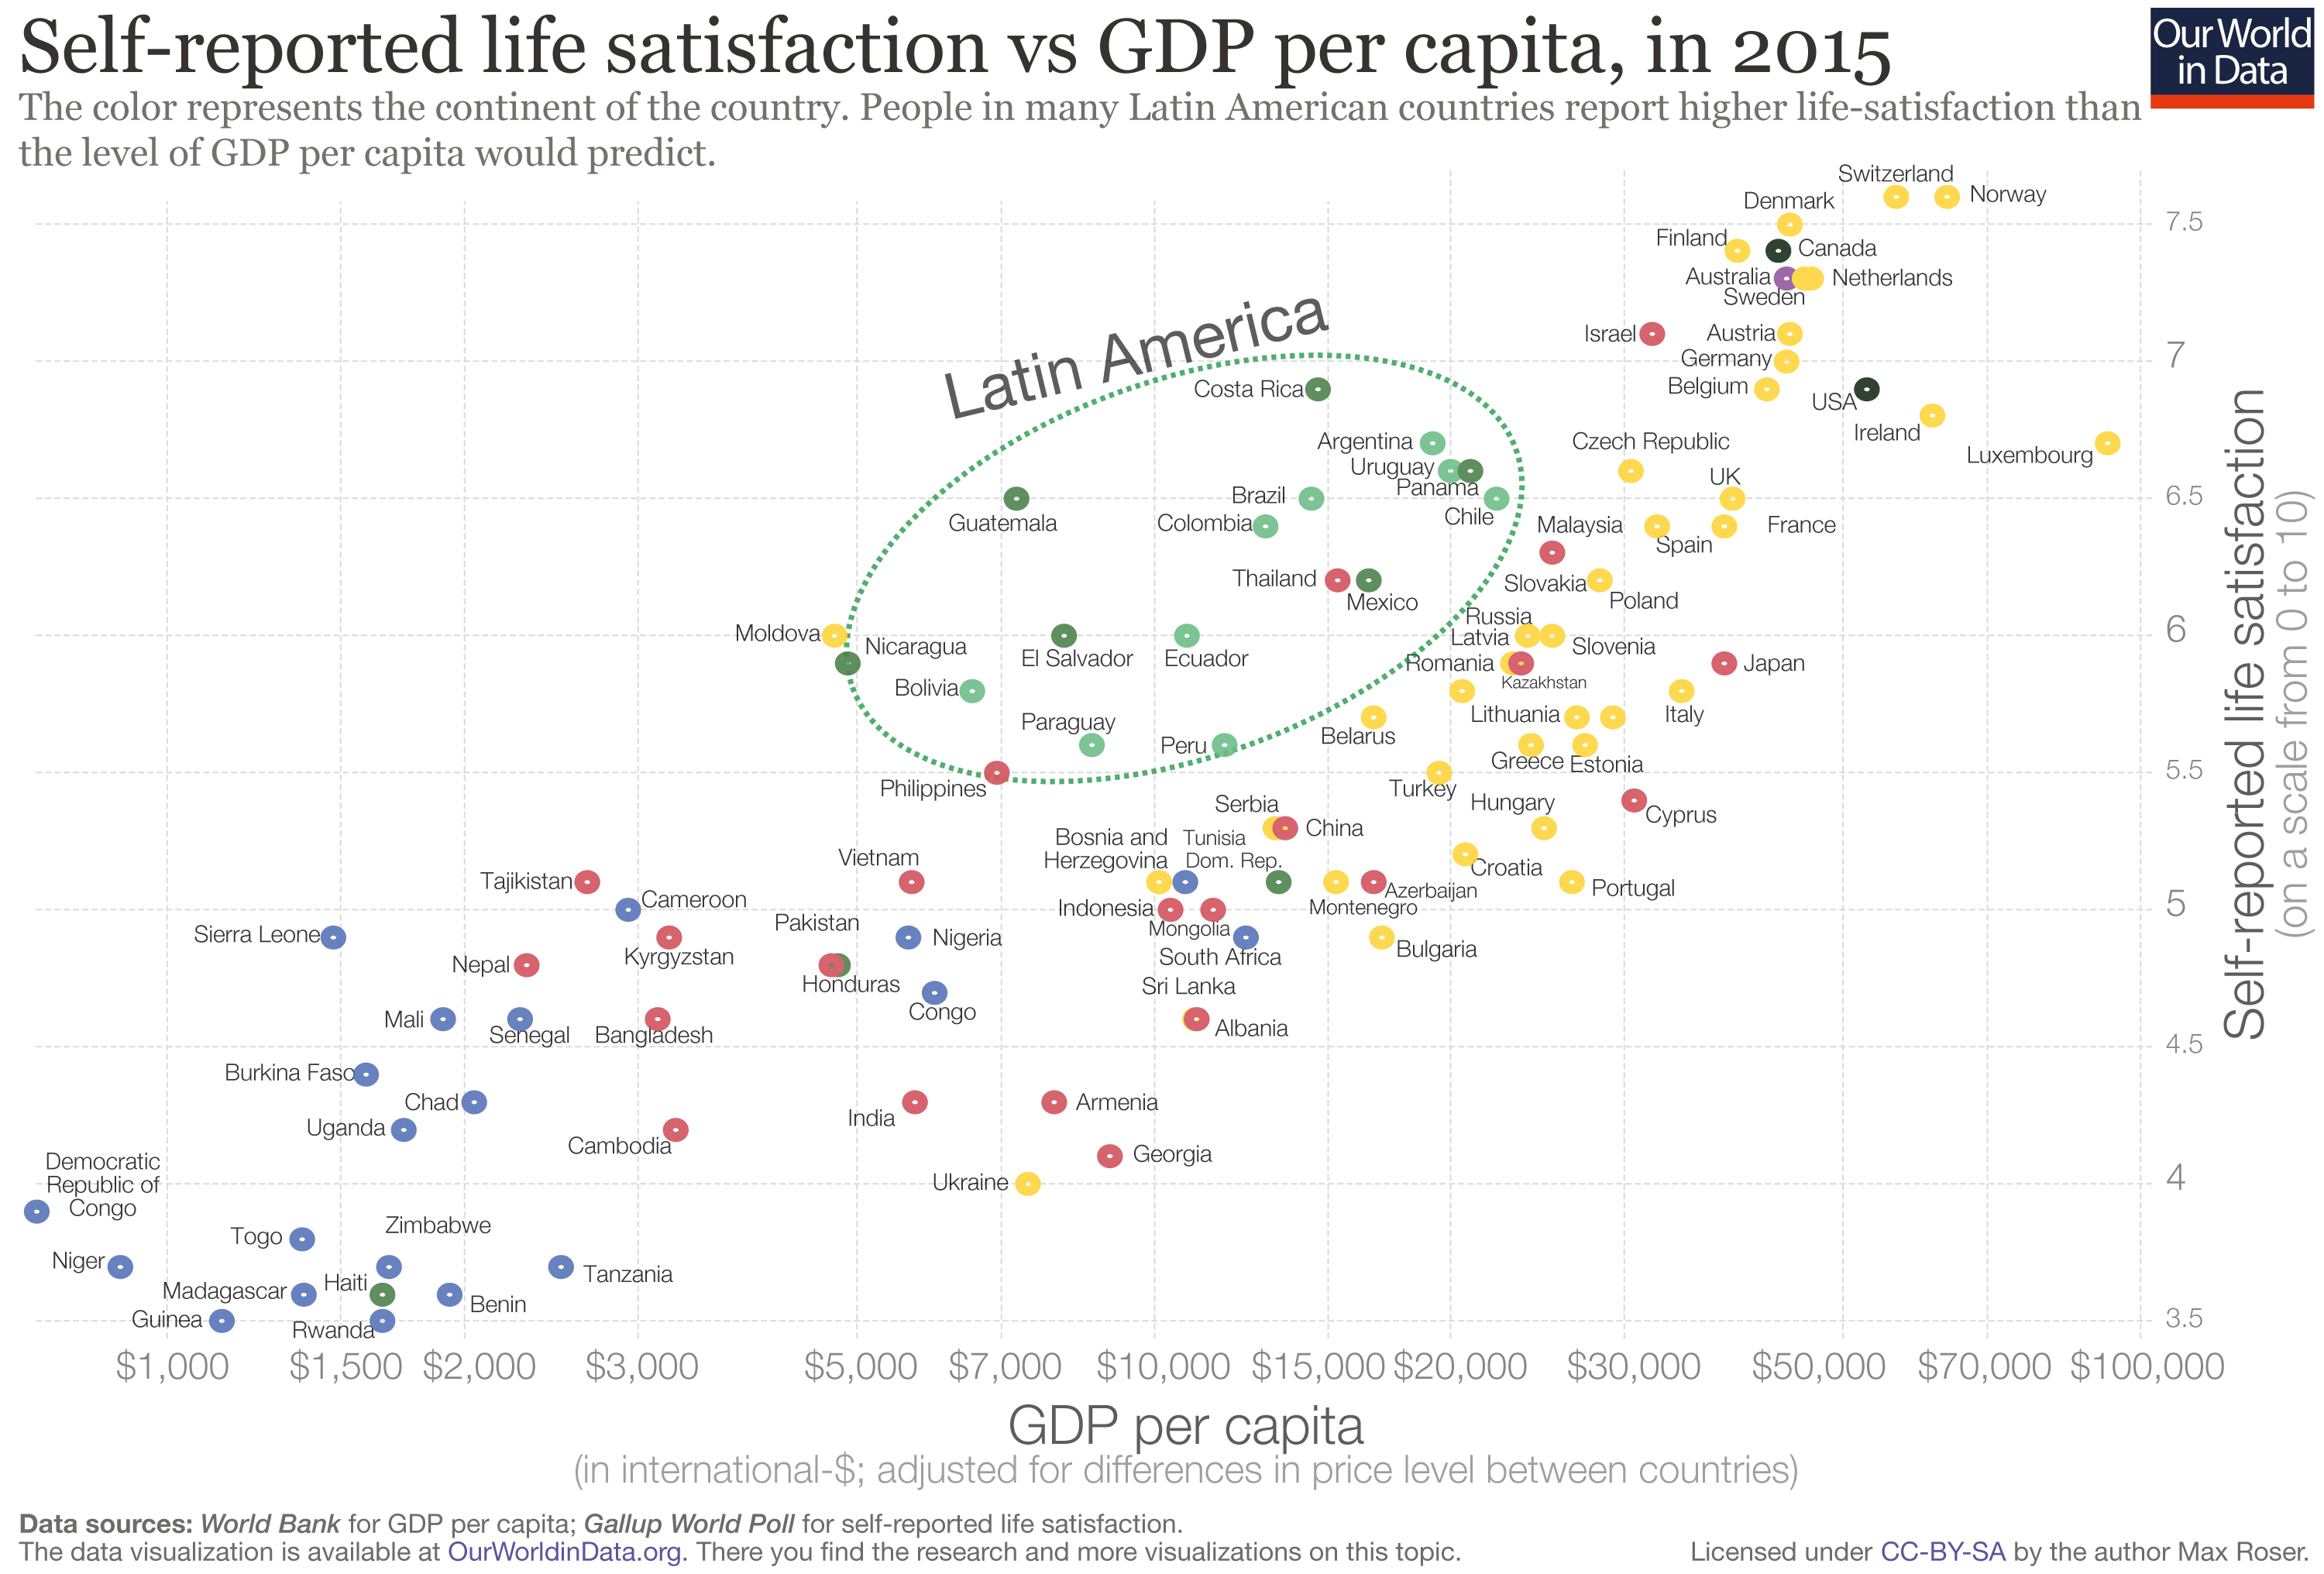 Self-reported life satisfaction vs GDP per capita, in 2015
Our World
in Data
The color represents the continent of the country. People in many Latin American countries report higher life-satisfaction than
the level of GDP per capita would predict.
Switzerland
Norway
Denmark
7.5
Finland
Canada
Australia
Netherlands
Sweden
Latin America
Israel
Austria
7
Germany
Costa Rica
Belgium
USA
Ireland
Argentina
Czech Republic
Luxembourg
Uruguay
UK
Panama
Brazil
6.5
Guatemala
Colombia
Chile
Malaysia
France
Spain
Thailand
Slovakia
Mexico
Poland
Russia
Moldova
6
Latvia
Nicaragua
El Salvador
Ecuador
Slovenia
Romania
Japan
Kazakhstan
Bolivia
Paraguay
Lithuania
Italy
Belarus
Peru
Greece
Estonia
5.5
Philippines
Turkey
Serbia
Hungary
Cyprus
China
Bosnia and
Herzegovina
Tunisia
Dom. Rep.
Vietnam
Croatia
Tajikistan
Azerbaijan
Portugal
Cameroon
Indonesia
Montenegro
5
Pakistan
Mongolia
Sierra Leone
Nigeria
Bulgaria
Kyrgyzstan
South Africa
Nepal
Honduras
Sri Lanka
Congo
Mali
Senegal
Bangladesh
Albania
4.5
Burkina Faso
Chad
India
Armenia
Uganda
Cambodia
Georgia
Democratic
Republic of
Congo
Ukraine
4
Togo
Zimbabwe
Niger
Tanzania
Madagascar
Haiti
Benin
Guinea
Rwanda
3.5
Self-reported life satisfaction
(on a scale from 0 to 10)
$1,000
$1,500
$2,000
$3,000
$5,000
$7,000
$10,000
$15,000
$20,000
$30,000
$50,000
$70,000
$100,000
GDP per capita
(in international-$; adjusted for differences in price level between countries)
Data sources: World Bank for GDP per capita; Gallup World Poll for self-reported life satisfaction.
The data visualization is available at OurWorldinData.org. There you find the research and more visualizations on this topic.
Licensed under CC-BY-SA by the author Max Roser.